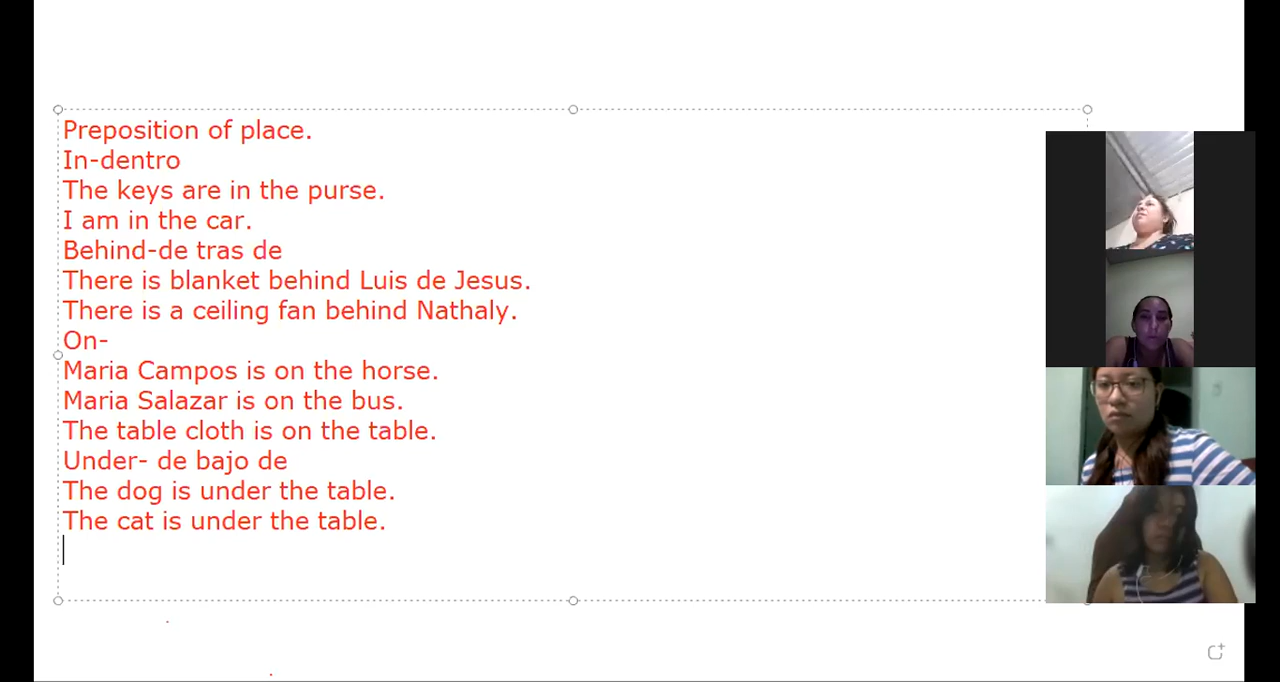 Preposition of place.
In-dentro
The keys are in the purse.
I am in the car.
Behind-de tras de
There is blanket behind Luis de Jesus.
There is a ceiling fan behind Nathaly.
On-
Maria Campos is on the horse.
Maria Salazar is on the bus.
The table cloth is on the table.
Under- de bajo de
The dog is under the table.
The cat is under the table.